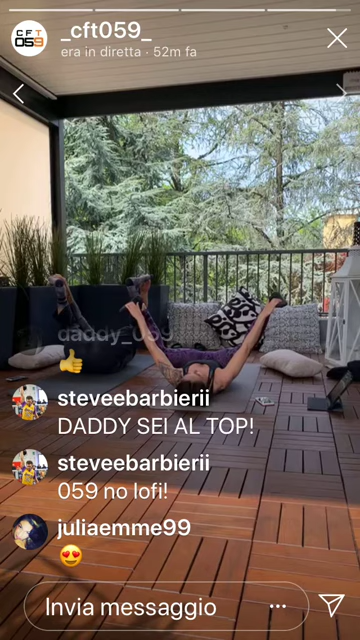 CFT
059
_cft059_
era in diretta · 52m fa
daddy_059
👍
steveebarbierii
DADDY SEI AL TOP!
steveebarbierii
059 no lofi!
juliaemme99
😍
Invia messaggio